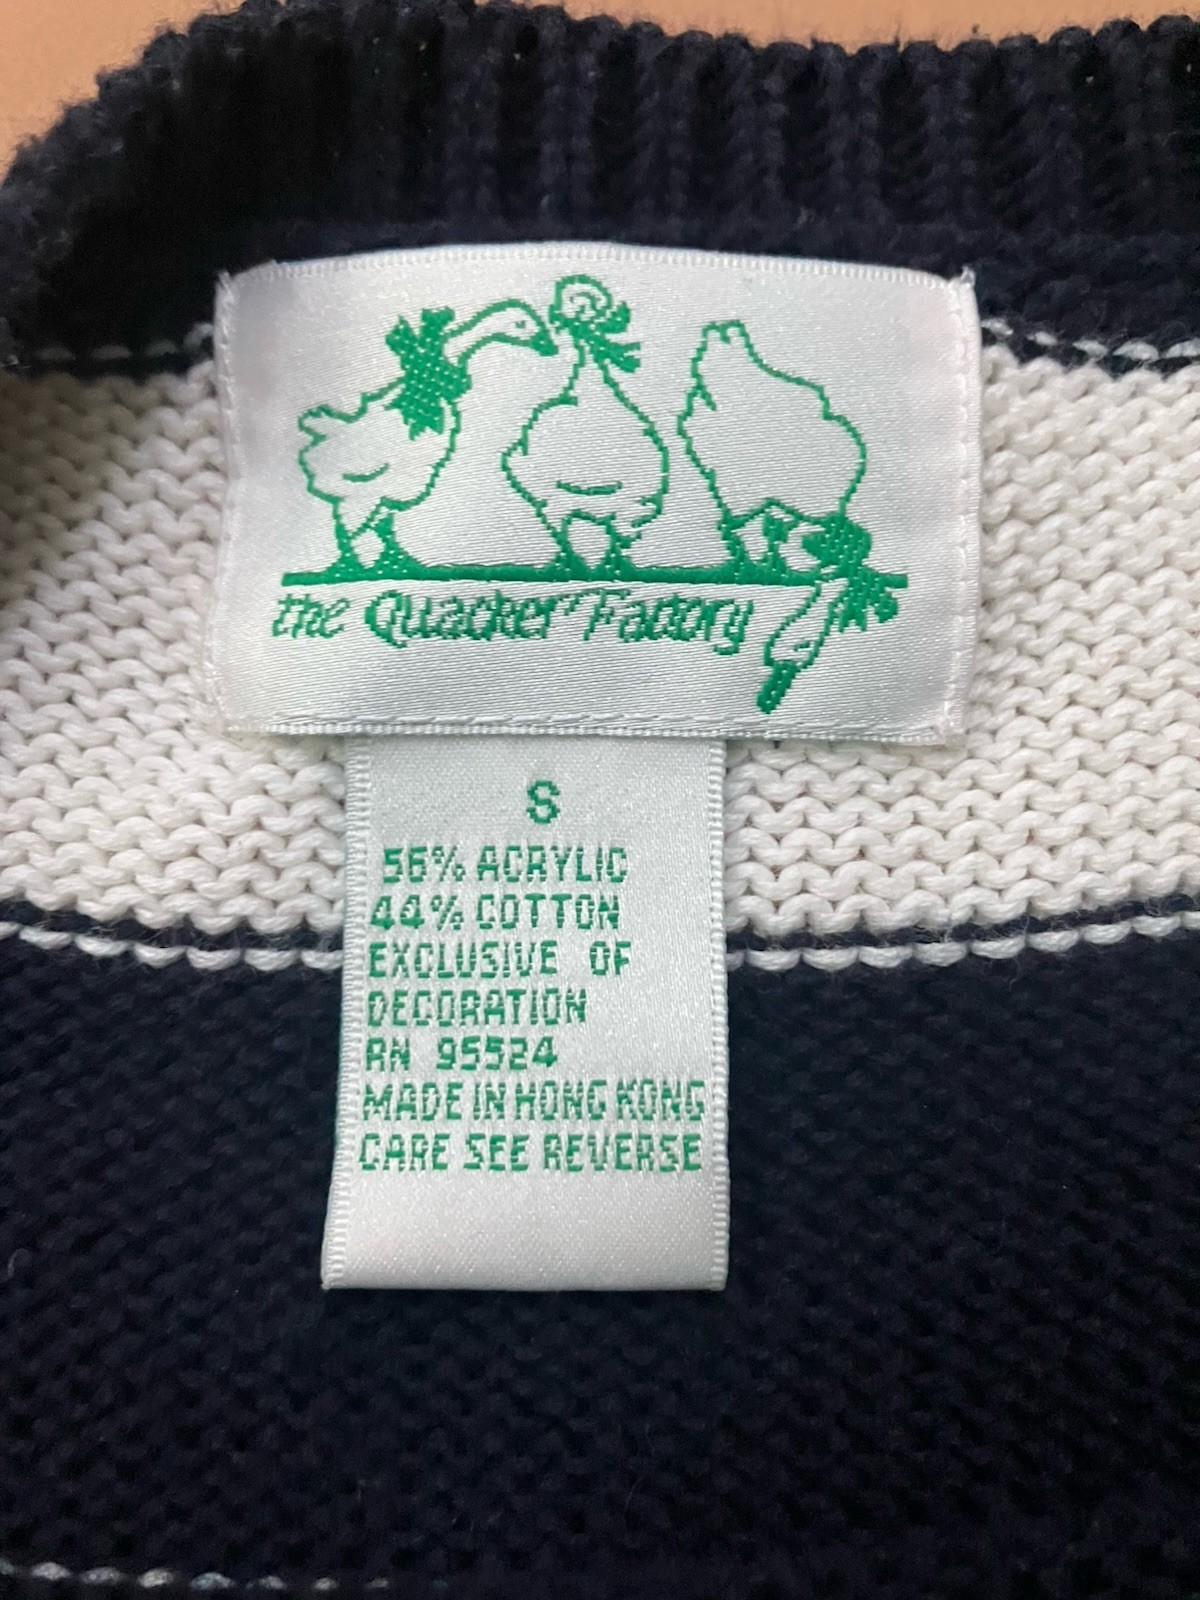 the Quacker Factory
S
56% ACRYLIC
44% COTTON
EXCLUSIVE OF
DECORATION
RN 95524
MADE IN HONG KONG
CARE SEE REVERSE